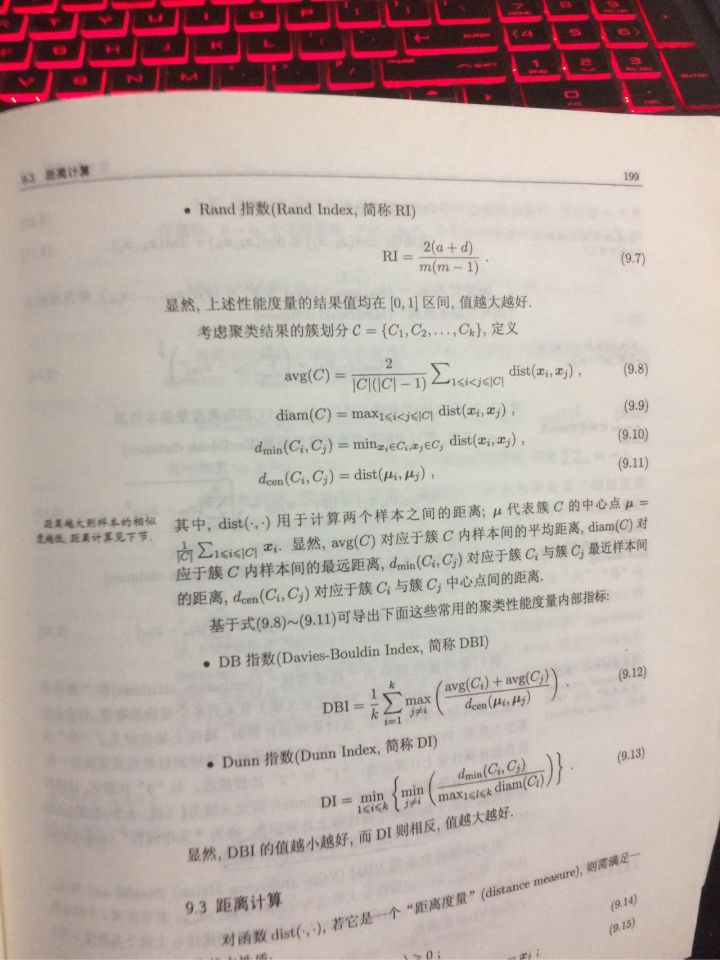 9.3 距离计算 199
• Rand 指数(Rand Index, 简称 RI)
RI = 2(a + d) / m(m − 1) . (9.7)
显然, 上述性能度量的结果值均在 [0,1] 区间, 值越大越好.
考虑聚类结果的簇划分 C = {C₁, C₂, . . . , Cₖ}, 定义
avg(C) = 2 / |C|(|C| − 1) ∑₁⩽ᵢ<ⱼ⩽|C| dist(xᵢ, xⱼ) , (9.8)
diam(C) = max₁⩽ᵢ<ⱼ⩽|C| dist(xᵢ, xⱼ) , (9.9)
d_min(Cᵢ, Cⱼ) = min_{xᵢ∈Cᵢ,xⱼ∈Cⱼ} dist(xᵢ, xⱼ) , (9.10)
d_cen(Cᵢ, Cⱼ) = dist(μᵢ, μⱼ) , (9.11)
距离越大则样本的相似
度越低, 距离计算见下节.
其中, dist(·,·) 用于计算两个样本之间的距离; μ 代表簇 C 的中心点 μ =
1/|C| ∑₁⩽ᵢ⩽|C| xᵢ. 显然, avg(C) 对应于簇 C 内样本间的平均距离, diam(C) 对
应于簇 C 内样本间的最远距离, d_min(Cᵢ, Cⱼ) 对应于簇 Cᵢ 与簇 Cⱼ 最近样本间
的距离, d_cen(Cᵢ, Cⱼ) 对应于簇 Cᵢ 与簇 Cⱼ 中心点间的距离.
基于式(9.8)∼(9.11)可导出下面这些常用的聚类性能度量内部指标:
• DB 指数(Davies-Bouldin Index, 简称 DBI)
DBI = 1/k ∑_{i=1}^{k} max_{j≠i} ( (avg(Cᵢ) + avg(Cⱼ)) / d_cen(μᵢ, μⱼ) ) . (9.12)
• Dunn 指数(Dunn Index, 简称 DI)
DI = min_{1⩽i⩽k} { min_{j≠i} ( d_min(Cᵢ, Cⱼ) / max_{1⩽l⩽k} diam(Cₗ) ) } . (9.13)
显然, DBI 的值越小越好, 而 DI 则相反, 值越大越好.
9.3 距离计算
对函数 dist(·,·), 若它是一个 “距离度量” (distance measure), 则需满足一
(9.14)
(9.15)